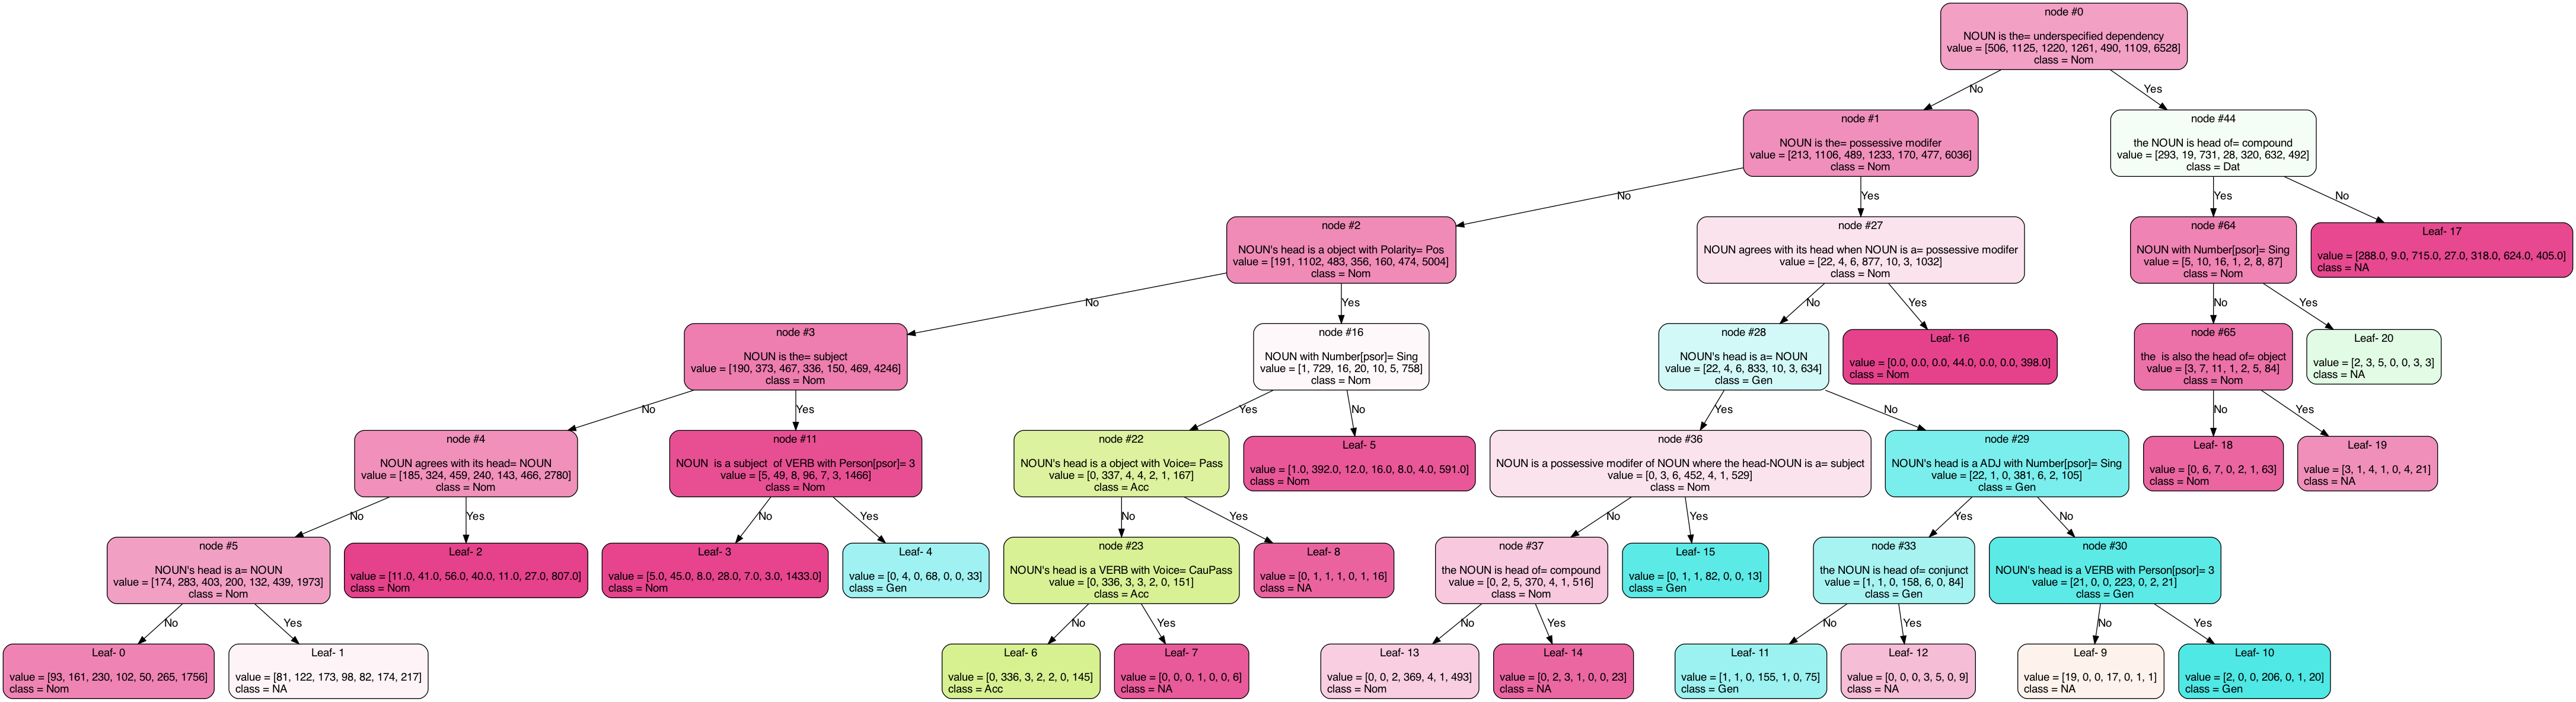 node #0
NOUN is the= underspecified dependency
value = [506, 1125, 1220, 1261, 490, 1109, 6528]
class = Nom
No
Yes
node #1
NOUN is the= possessive modifer
value = [213, 1106, 489, 1233, 170, 477, 6036]
class = Nom
node #44
the NOUN is head of= compound
value = [293, 19, 731, 28, 320, 632, 492]
class = Dat
No
Yes
Yes
No
node #2
NOUN's head is a object with Polarity= Pos
value = [191, 1102, 483, 356, 160, 474, 5004]
class = Nom
node #27
NOUN agrees with its head when NOUN is a= possessive modifer
value = [22, 4, 6, 877, 10, 3, 1032]
class = Nom
node #64
NOUN with Number[psor]= Sing
value = [5, 10, 16, 1, 2, 8, 87]
class = Nom
Leaf- 17
value = [288.0, 9.0, 715.0, 27.0, 318.0, 624.0, 405.0]
class = NA
No
Yes
No
Yes
No
Yes
node #3
NOUN is the= subject
value = [190, 373, 467, 336, 150, 469, 4246]
class = Nom
node #16
NOUN with Number[psor]= Sing
value = [1, 729, 16, 20, 10, 5, 758]
class = Nom
node #28
NOUN's head is a= NOUN
value = [22, 4, 6, 833, 10, 3, 634]
class = Gen
Leaf- 16
value = [0.0, 0.0, 0.0, 44.0, 0.0, 0.0, 398.0]
class = Nom
node #65
the  is also the head of= object
value = [3, 7, 11, 1, 2, 5, 84]
class = Nom
Leaf- 20
value = [2, 3, 5, 0, 0, 3, 3]
class = NA
No
Yes
Yes
No
Yes
No
No
Yes
node #4
NOUN agrees with its head= NOUN
value = [185, 324, 459, 240, 143, 466, 2780]
class = Nom
node #11
NOUN  is a subject  of VERB with Person[psor]= 3
value = [5, 49, 8, 96, 7, 3, 1466]
class = Nom
node #22
NOUN's head is a object with Voice= Pass
value = [0, 337, 4, 4, 2, 1, 167]
class = Acc
Leaf- 5
value = [1.0, 392.0, 12.0, 16.0, 8.0, 4.0, 591.0]
class = Nom
node #36
NOUN is a possessive modifer of NOUN where the head-NOUN is a= subject
value = [0, 3, 6, 452, 4, 1, 529]
class = Nom
node #29
NOUN's head is a ADJ with Number[psor]= Sing
value = [22, 1, 0, 381, 6, 2, 105]
class = Gen
Leaf- 18
value = [0, 6, 7, 0, 2, 1, 63]
class = Nom
Leaf- 19
value = [3, 1, 4, 1, 0, 4, 21]
class = NA
No
Yes
No
Yes
No
Yes
No
Yes
Yes
No
node #5
NOUN's head is a= NOUN
value = [174, 283, 403, 200, 132, 439, 1973]
class = Nom
Leaf- 2
value = [11.0, 41.0, 56.0, 40.0, 11.0, 27.0, 807.0]
class = Nom
Leaf- 3
value = [5.0, 45.0, 8.0, 28.0, 7.0, 3.0, 1433.0]
class = Nom
Leaf- 4
value = [0, 4, 0, 68, 0, 0, 33]
class = Gen
node #23
NOUN's head is a VERB with Voice= CauPass
value = [0, 336, 3, 3, 2, 0, 151]
class = Acc
Leaf- 8
value = [0, 1, 1, 1, 0, 1, 16]
class = NA
node #37
the NOUN is head of= compound
value = [0, 2, 5, 370, 4, 1, 516]
class = Nom
Leaf- 15
value = [0, 1, 1, 82, 0, 0, 13]
class = Gen
node #33
the NOUN is head of= conjunct
value = [1, 1, 0, 158, 6, 0, 84]
class = Gen
node #30
NOUN's head is a VERB with Person[psor]= 3
value = [21, 0, 0, 223, 0, 2, 21]
class = Gen
No
Yes
No
Yes
No
Yes
No
Yes
No
Yes
Leaf- 0
value = [93, 161, 230, 102, 50, 265, 1756]
class = Nom
Leaf- 1
value = [81, 122, 173, 98, 82, 174, 217]
class = NA
Leaf- 6
value = [0, 336, 3, 2, 2, 0, 145]
class = Acc
Leaf- 7
value = [0, 0, 0, 1, 0, 0, 6]
class = NA
Leaf- 13
value = [0, 0, 2, 369, 4, 1, 493]
class = Nom
Leaf- 14
value = [0, 2, 3, 1, 0, 0, 23]
class = NA
Leaf- 11
value = [1, 1, 0, 155, 1, 0, 75]
class = Gen
Leaf- 12
value = [0, 0, 0, 3, 5, 0, 9]
class = NA
Leaf- 9
value = [19, 0, 0, 17, 0, 1, 1]
class = NA
Leaf- 10
value = [2, 0, 0, 206, 0, 1, 20]
class = Gen